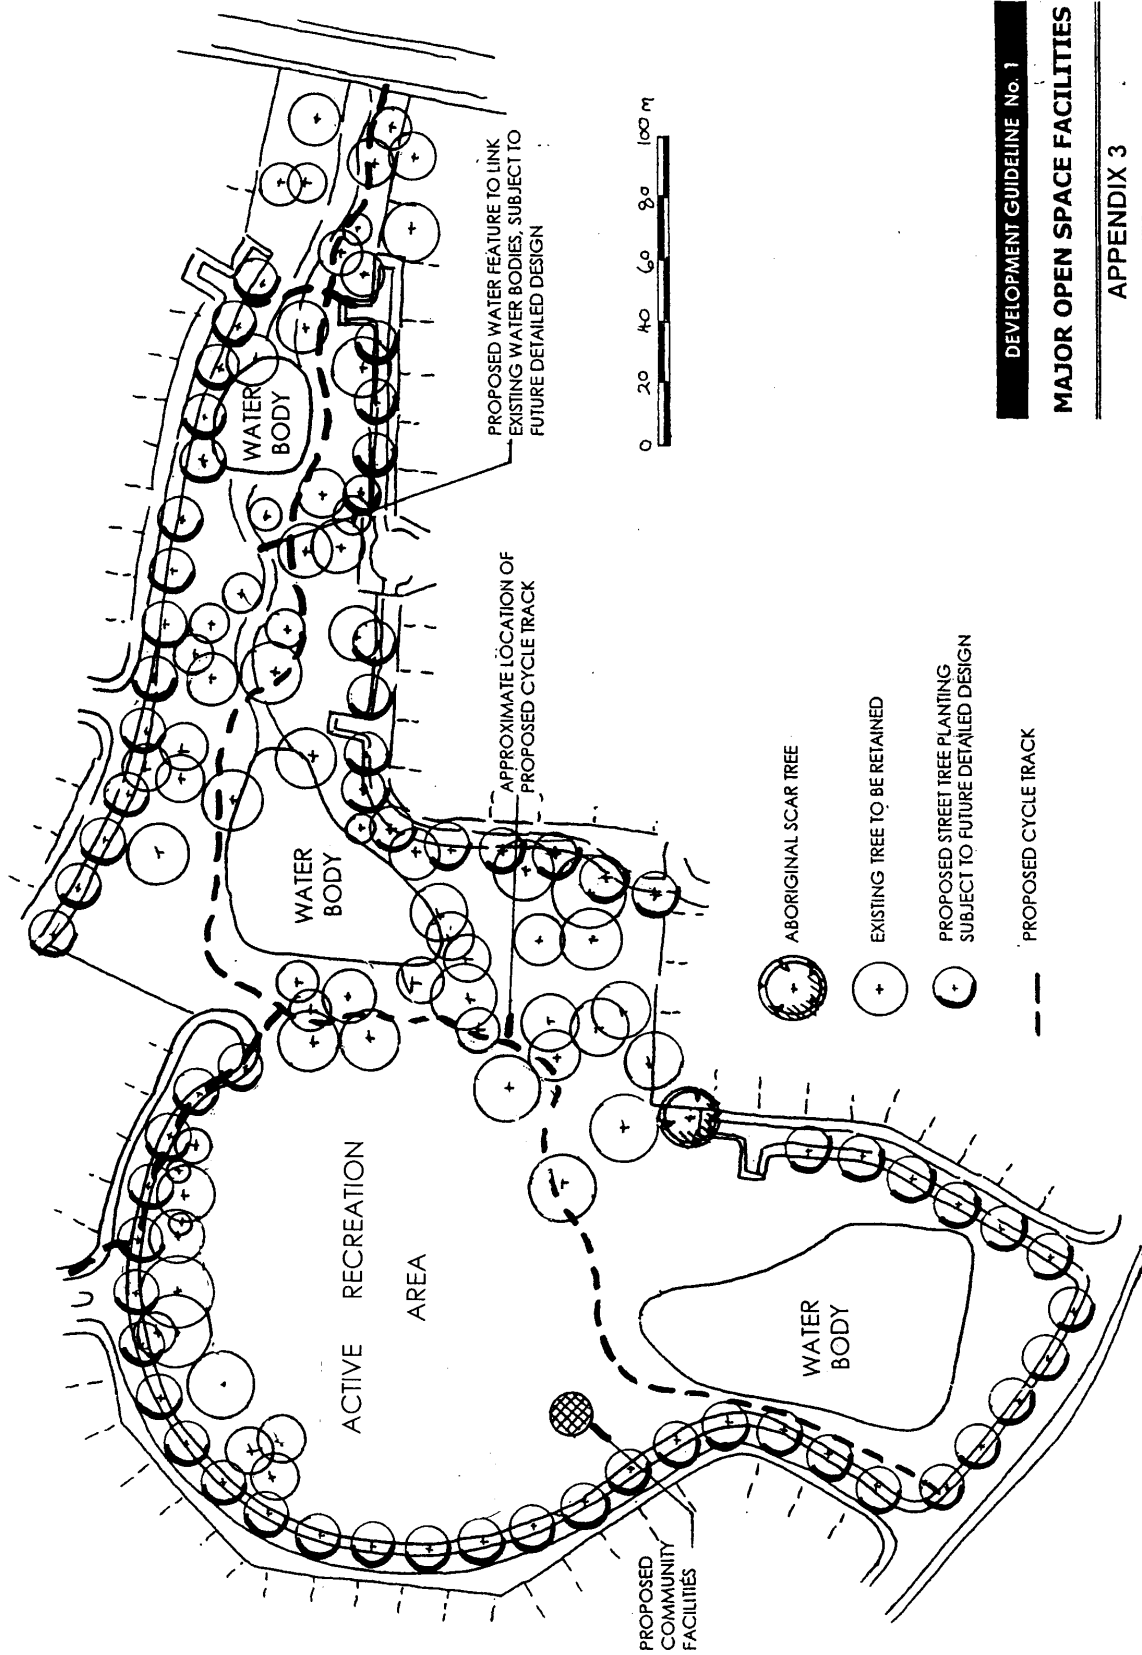 PROPOSED WATER FEATURE TO LINK
EXISTING WATER BODIES, SUBJECT TO
FUTURE DETAILED DESIGN
WATER
BODY
APPROXIMATE LOCATION OF
PROPOSED CYCLE TRACK
WATER
BODY
ACTIVE RECREATION
AREA
WATER
BODY
PROPOSED
COMMUNITY
FACILITIES
0 20 40 60 80 100 m
ABORIGINAL SCAR TREE
EXISTING TREE TO BE RETAINED
PROPOSED STREET TREE PLANTING
SUBJECT TO FUTURE DETAILED DESIGN
PROPOSED CYCLE TRACK
DEVELOPMENT GUIDELINE No. 1
MAJOR OPEN SPACE FACILITIES
APPENDIX 3